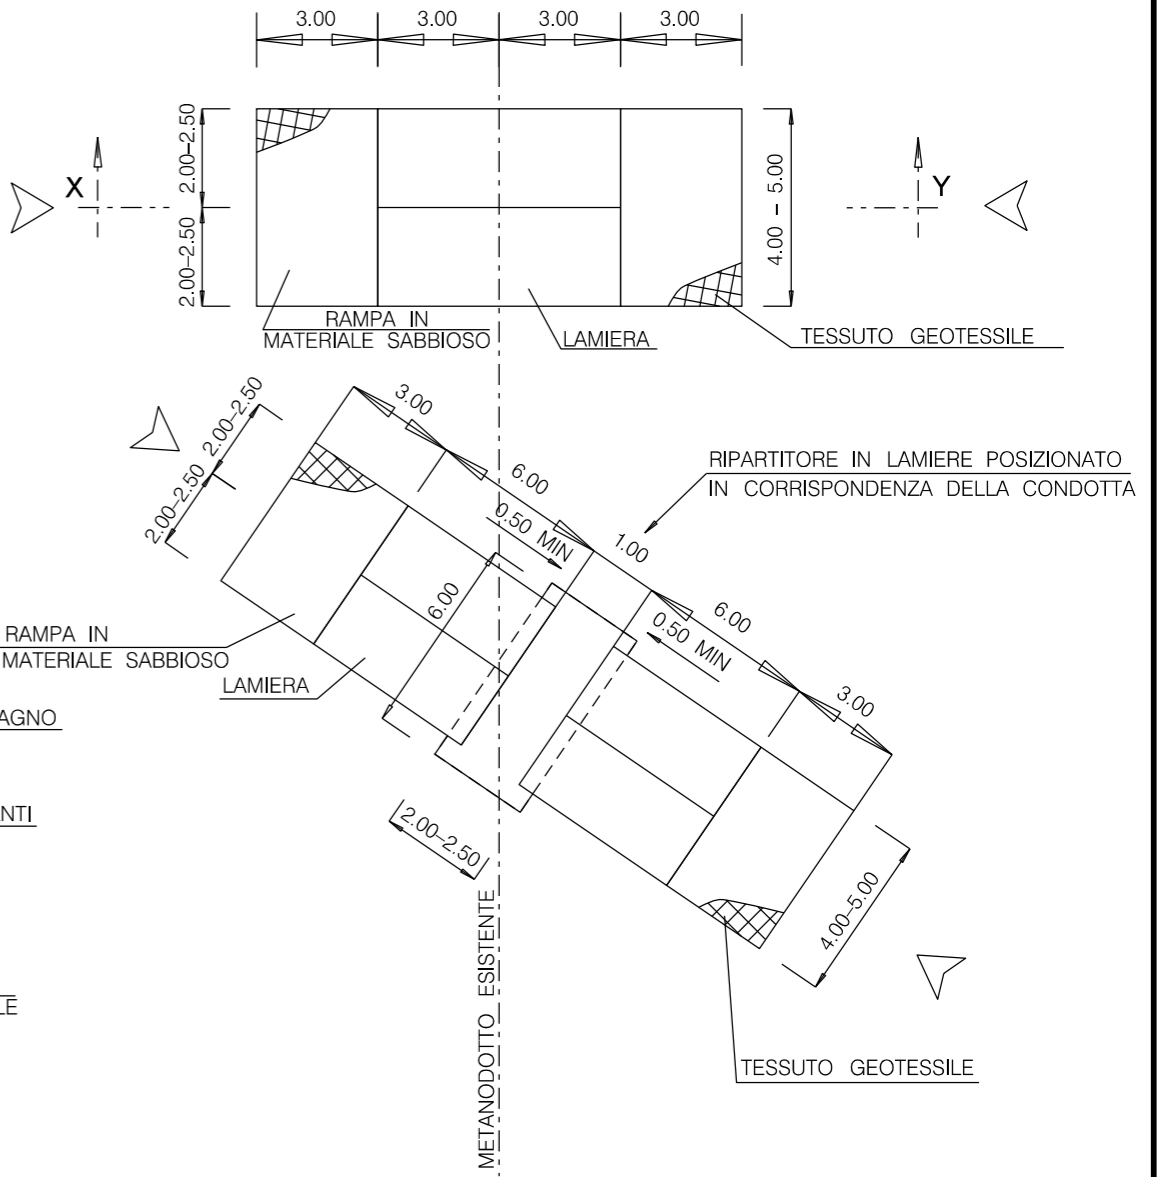 3.00 3.00 3.00 3.00
2.00-2.50
2.00-2.50
X
Y
4.00 - 5.00
RAMPA IN
MATERIALE SABBIOSO
LAMIERA
TESSUTO GEOTESSILE
2.00-2.50
2.00-2.50
3.00
6.00
0.50 MIN
1.00
6.00
0.50 MIN
3.00
RIPARTITORE IN LAMIERE POSIZIONATO
IN CORRISPONDENZA DELLA CONDOTTA
6.00
RAMPA IN
MATERIALE SABBIOSO
LAMIERA
AGNO
ANTI
2.00-2.50
4.00-5.00
METANODOTTO ESISTENTE
LE
TESSUTO GEOTESSILE